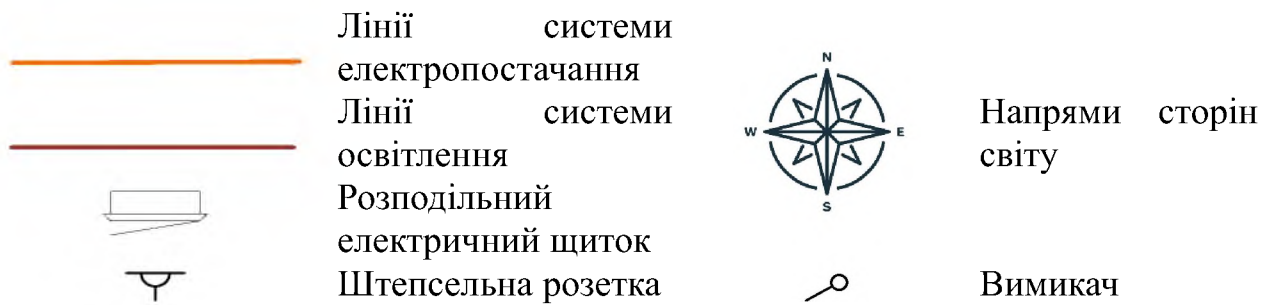 Лінії системи
електропостачання
Лінії системи
освітлення
Розподільний
електричний щиток
Штепсельна розетка
N
W E
S
Напрями сторін
світу
Вимикач